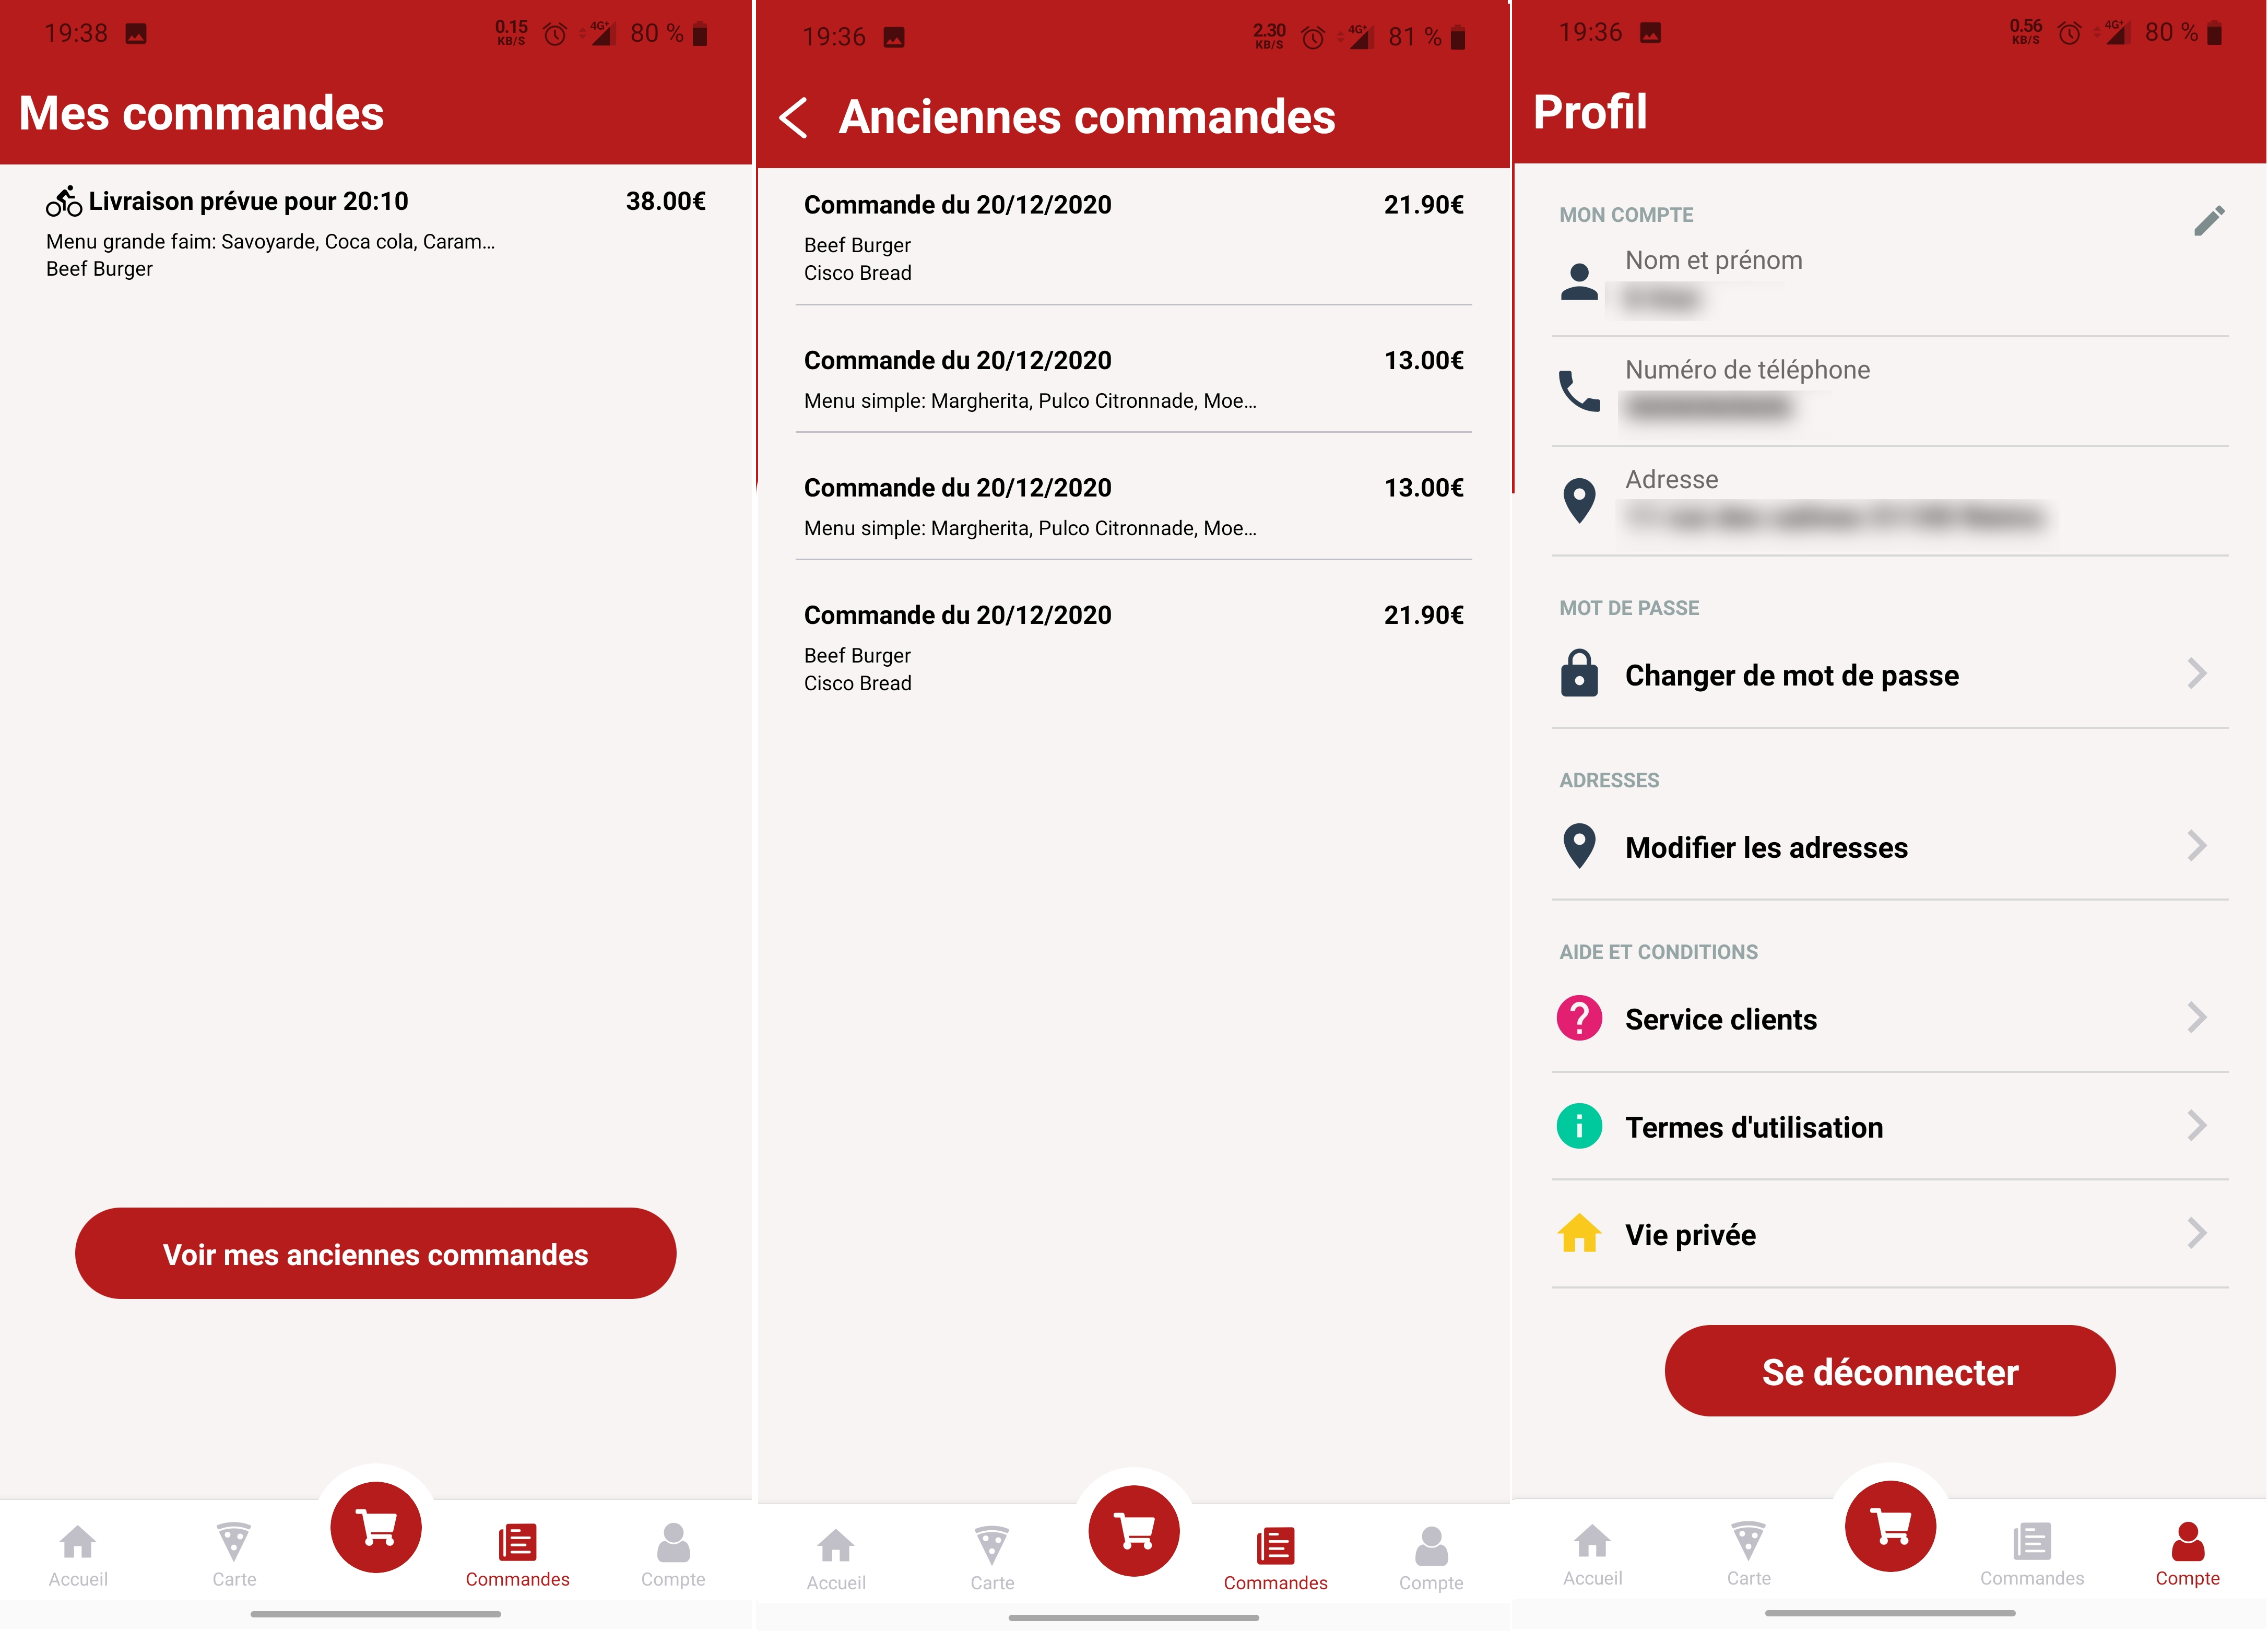 19:38 0.15 KB/S 4G+ 80 %
Mes commandes
Livraison prévue pour 20:10 38.00€
Menu grande faim: Savoyarde, Coca cola, Caram...
Beef Burger
Voir mes anciennes commandes
Accueil Carte Commandes Compte
19:36 2.30 KB/S 4G+ 81 %
Anciennes commandes
Commande du 20/12/2020 21.90€
Beef Burger
Cisco Bread
Commande du 20/12/2020 13.00€
Menu simple: Margherita, Pulco Citronnade, Moe...
Commande du 20/12/2020 13.00€
Menu simple: Margherita, Pulco Citronnade, Moe...
Commande du 20/12/2020 21.90€
Beef Burger
Cisco Bread
Accueil Carte Commandes Compte
19:36 0.56 KB/S 4G+ 80 %
Profil
MON COMPTE
Nom et prénom
Numéro de téléphone
Adresse
MOT DE PASSE
Changer de mot de passe
ADRESSES
Modifier les adresses
AIDE ET CONDITIONS
Service clients
Termes d'utilisation
Vie privée
Se déconnecter
Accueil Carte Commandes Compte